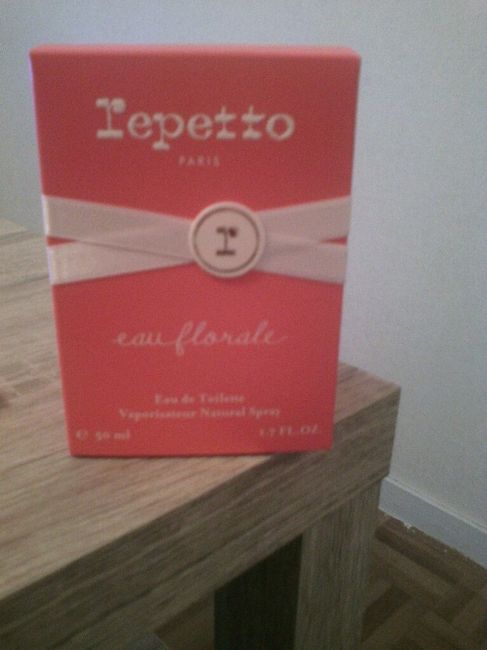 repetto
PARIS
r
eau florale
Eau de Toilette
Vaporisateur Natural Spray
e 50 ml 1.7 FL.OZ.